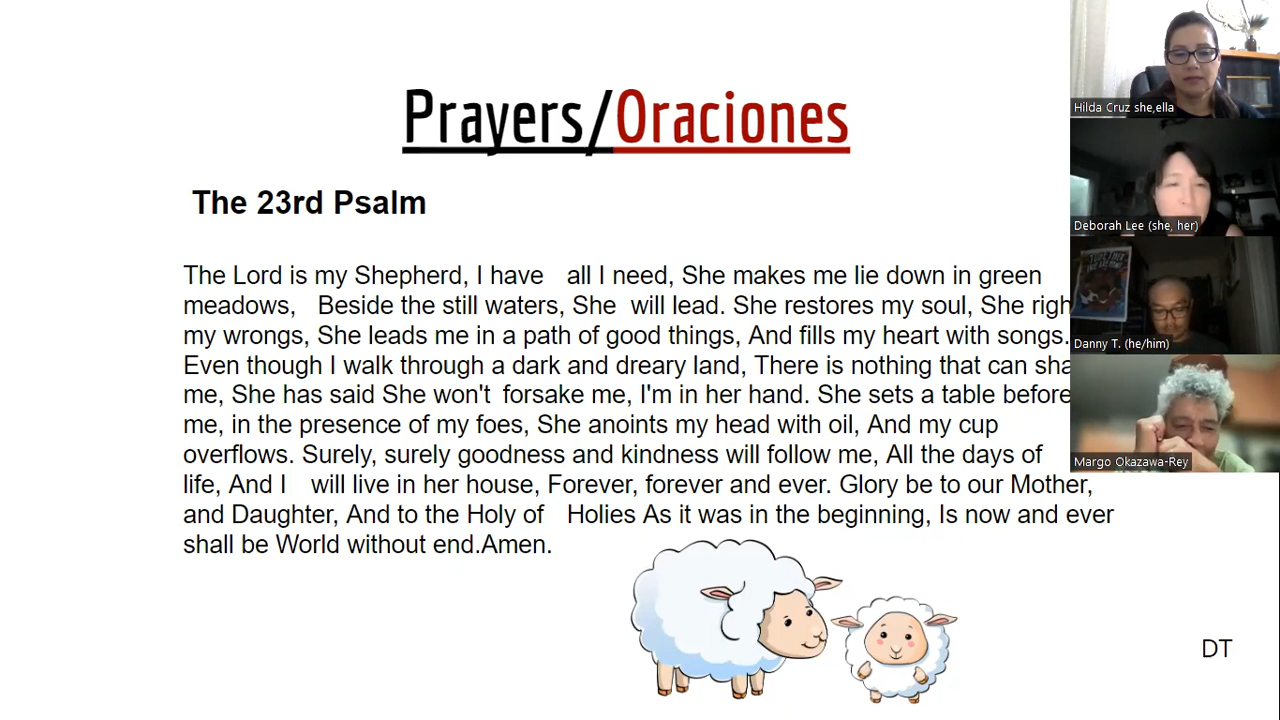 Prayers/Oraciones
The 23rd Psalm
The Lord is my Shepherd, I have all I need, She makes me lie down in green
meadows, Beside the still waters, She will lead. She restores my soul, She righ
my wrongs, She leads me in a path of good things, And fills my heart with songs.
Even though I walk through a dark and dreary land, There is nothing that can sha
me, She has said She won't forsake me, I'm in her hand. She sets a table before
me, in the presence of my foes, She anoints my head with oil, And my cup
overflows. Surely, surely goodness and kindness will follow me, All the days of
life, And I will live in her house, Forever, forever and ever. Glory be to our Mother,
and Daughter, And to the Holy of Holies As it was in the beginning, Is now and ever
shall be World without end.Amen.
DT
Hilda Cruz she,ella
Deborah Lee (she, her)
Danny T. (he/him)
Margo Okazawa-Rey